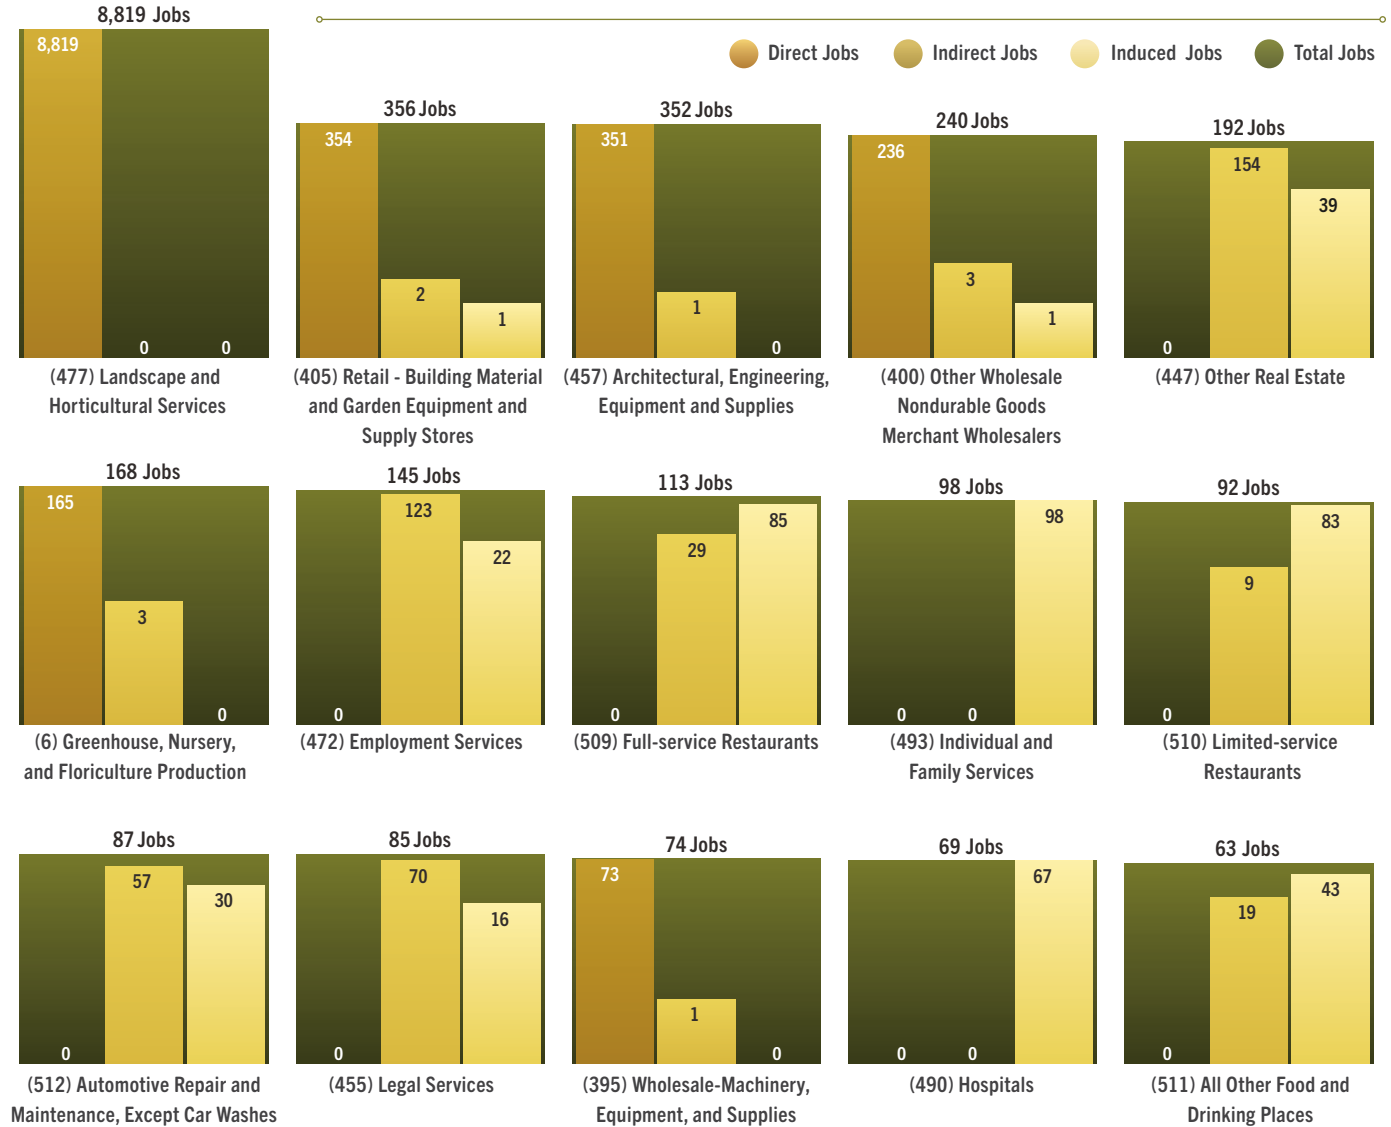 8,819 Jobs
Direct Jobs
Indirect Jobs
Induced Jobs
Total Jobs
8,819
0
0
(477) Landscape and
Horticultural Services
356 Jobs
354
2
1
(405) Retail - Building Material
and Garden Equipment and
Supply Stores
352 Jobs
351
1
0
(457) Architectural, Engineering,
Equipment and Supplies
240 Jobs
236
3
1
(400) Other Wholesale
Nondurable Goods
Merchant Wholesalers
192 Jobs
0
154
39
(447) Other Real Estate
168 Jobs
165
3
0
(6) Greenhouse, Nursery,
and Floriculture Production
145 Jobs
0
123
22
(472) Employment Services
113 Jobs
0
29
85
(509) Full-service Restaurants
98 Jobs
0
0
98
(493) Individual and
Family Services
92 Jobs
0
9
83
(510) Limited-service
Restaurants
87 Jobs
0
57
30
(512) Automotive Repair and
Maintenance, Except Car Washes
85 Jobs
0
70
16
(455) Legal Services
74 Jobs
73
1
0
(395) Wholesale-Machinery,
Equipment, and Supplies
69 Jobs
0
0
67
(490) Hospitals
63 Jobs
0
19
43
(511) All Other Food and
Drinking Places